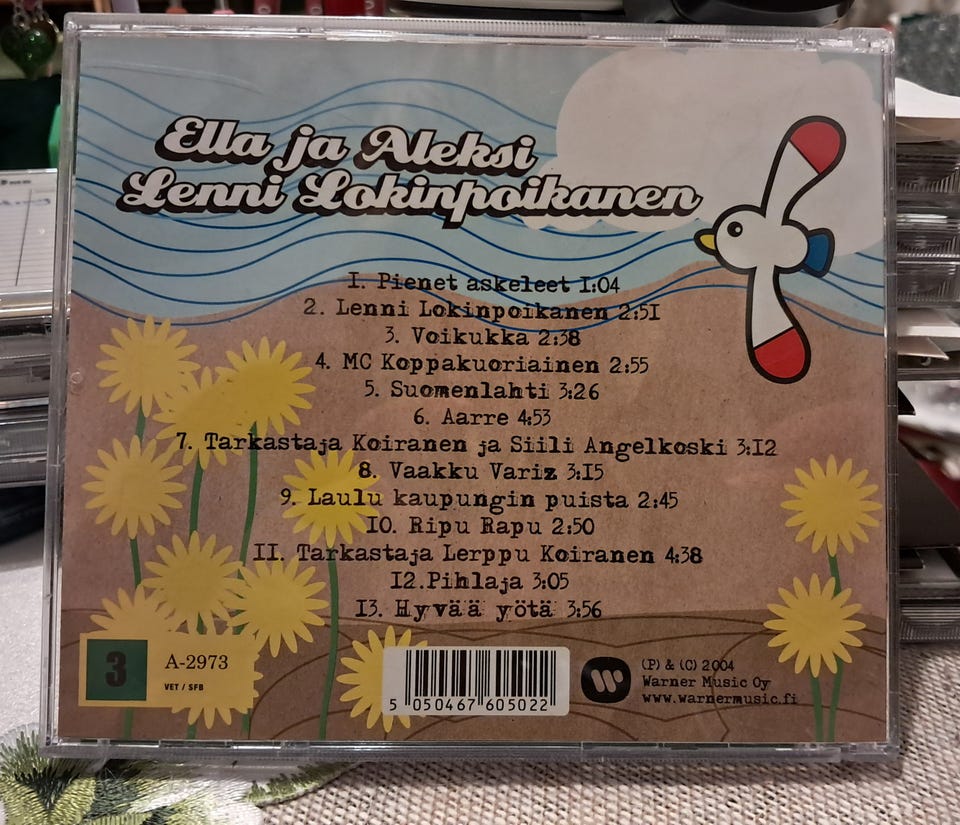 Ella ja Aleksi
Lenni Lokinpoikanen
1. Pienet askeleet 1:04
2. Lenni Lokinpoikanen 2:51
3. Voikukka 2:38
4. MC Koppakuoriainen 2:55
5. Suomenlahti 3:26
6. Aarre 4:53
7. Tarkastaja Koiranen ja Siili Angelkoski 3:12
8. Vaakku Variz 3:15
9. Laulu kaupungin puista 2:45
10. Ripu Rapu 2:50
11. Tarkastaja Lerppu Koiranen 4:38
12.Pihlaja 3:05
13. Hyvää yötä 3:56
3
A-2973
VET / SFB
5 050467 605022
(P) & (C) 2004
Warner Music Oy
www.warnermusic.fi